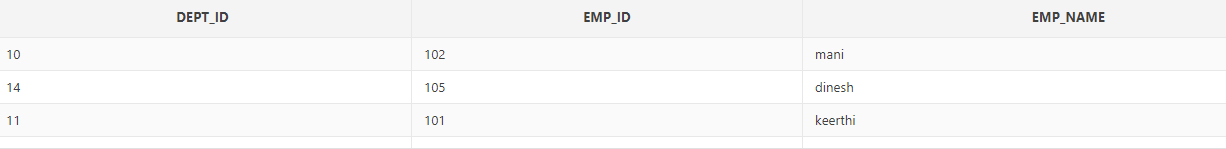 DEPT_ID EMP_ID EMP_NAME
10 102 mani
14 105 dinesh
11 101 keerthi